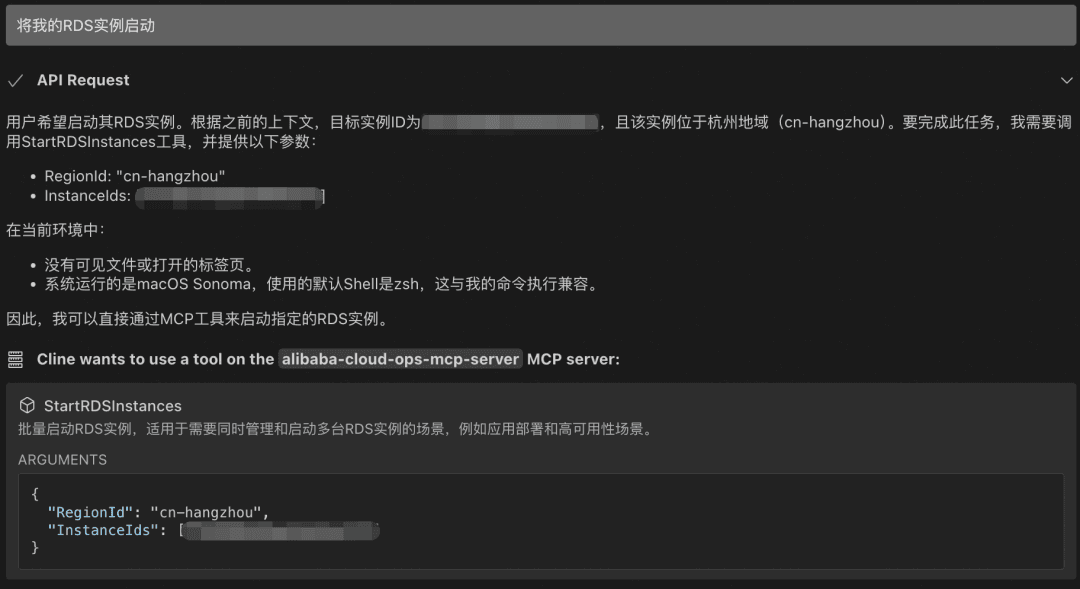 将我的RDS实例启动
API Request
用户希望启动其RDS实例。根据之前的上下文，目标实例ID为，且该实例位于杭州地域（cn-hangzhou）。要完成此任务，我需要调
用StartRDSInstances工具，并提供以下参数：
• RegionId: "cn-hangzhou"
• InstanceIds: ]
在当前环境中：
• 没有可见文件或打开的标签页。
• 系统运行的是macOS Sonoma，使用的默认Shell是zsh，这与我的命令执行兼容。
因此，我可以直接通过MCP工具来启动指定的RDS实例。
Cline wants to use a tool on the alibaba-cloud-ops-mcp-server MCP server:
StartRDSInstances
批量启动RDS实例，适用于需要同时管理和启动多台RDS实例的场景，例如应用部署和高可用性场景。
ARGUMENTS
{
"RegionId": "cn-hangzhou",
"InstanceIds": [
}